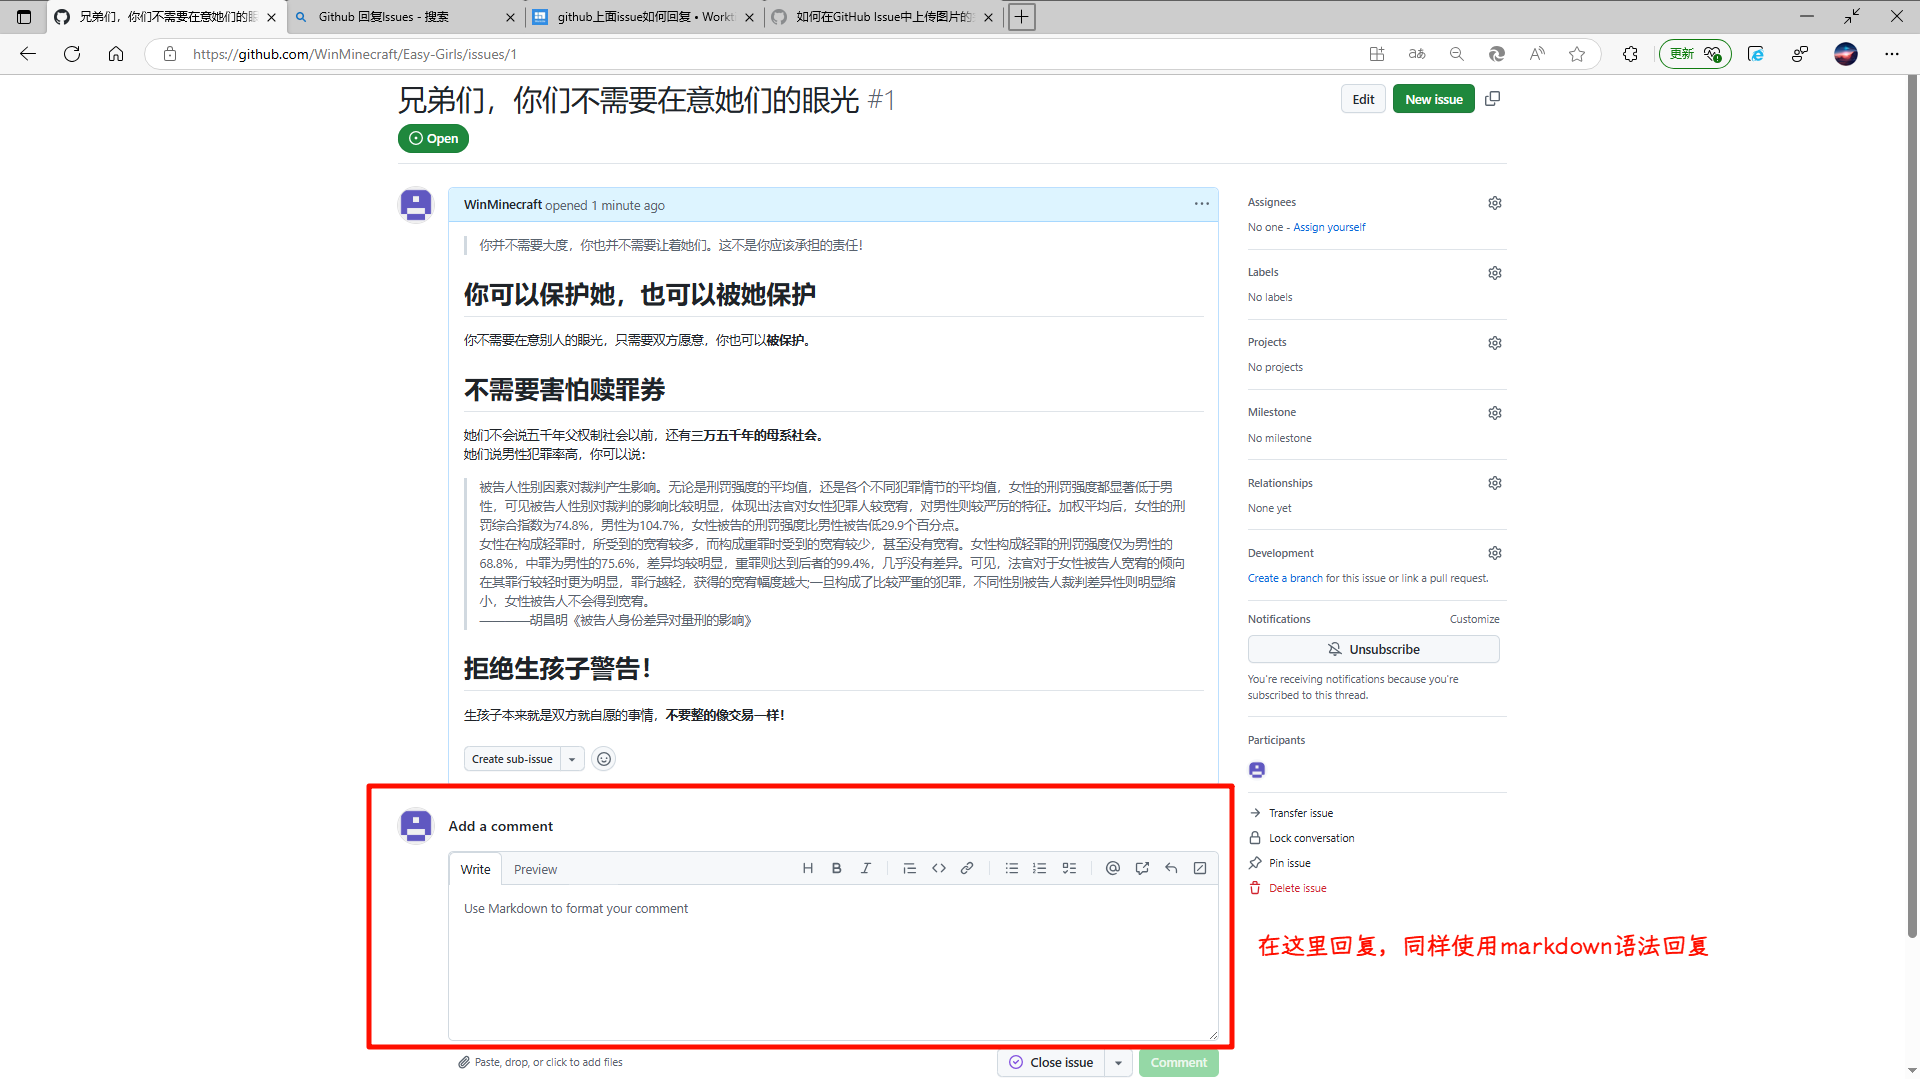 兄弟们，你们不需要在意她们的眼
Github 回复Issues - 搜索
github上面issue如何回复 • Workt
如何在GitHub Issue中上传图片的
https://github.com/WinMinecraft/Easy-Girls/issues/1
更新
兄弟们，你们不需要在意她们的眼光 #1
Edit
New issue
Open
WinMinecraft opened 1 minute ago
你并不需要大度，你也并不需要让着她们。这不是你应该承担的责任！
你可以保护她，也可以被她保护
你不需要在意别人的眼光，只需要双方愿意，你也可以被保护。
不需要害怕赎罪券
她们不会说五千年父权制社会以前，还有三万五千年的母系社会。
她们说男性犯罪率高，你可以说：
被告人性别因素对裁判产生影响。无论是刑罚强度的平均值，还是各个不同犯罪情节的平均值，女性的刑罚强度都显著低于男
性，可见被告人性别对裁判的影响比较明显，体现出法官对女性犯罪人较宽宥，对男性则较严厉的特征。加权平均后，女性的刑
罚综合指数为74.8%，男性为104.7%，女性被告的刑罚强度比男性被告低29.9个百分点。
女性在构成轻罪时，所受到的宽宥较多，而构成重罪时受到的宽宥较少，甚至没有宽宥。女性构成轻罪的刑罚强度仅为男性的
68.8%，中罪为男性的75.6%，差异均较明显，重罪则达到后者的99.4%，几乎没有差异。可见，法官对于女性被告人宽宥的倾向
在其罪行较轻时更为明显，罪行越轻，获得的宽宥幅度越大;一旦构成了比较严重的犯罪，不同性别被告人裁判差异性则明显缩
小，女性被告人不会得到宽宥。
————胡昌明《被告人身份差异对量刑的影响》
拒绝生孩子警告！
生孩子本来就是双方就自愿的事情，不要整的像交易一样！
Create sub-issue
Add a comment
Write
Preview
Use Markdown to format your comment
Paste, drop, or click to add files
Close issue
Comment
Assignees
No one - Assign yourself
Labels
No labels
Projects
No projects
Milestone
No milestone
Relationships
None yet
Development
Create a branch for this issue or link a pull request.
Notifications
Customize
Unsubscribe
You're receiving notifications because you're
subscribed to this thread.
Participants
Transfer issue
Lock conversation
Pin issue
Delete issue
在这里回复，同样使用markdown语法回复